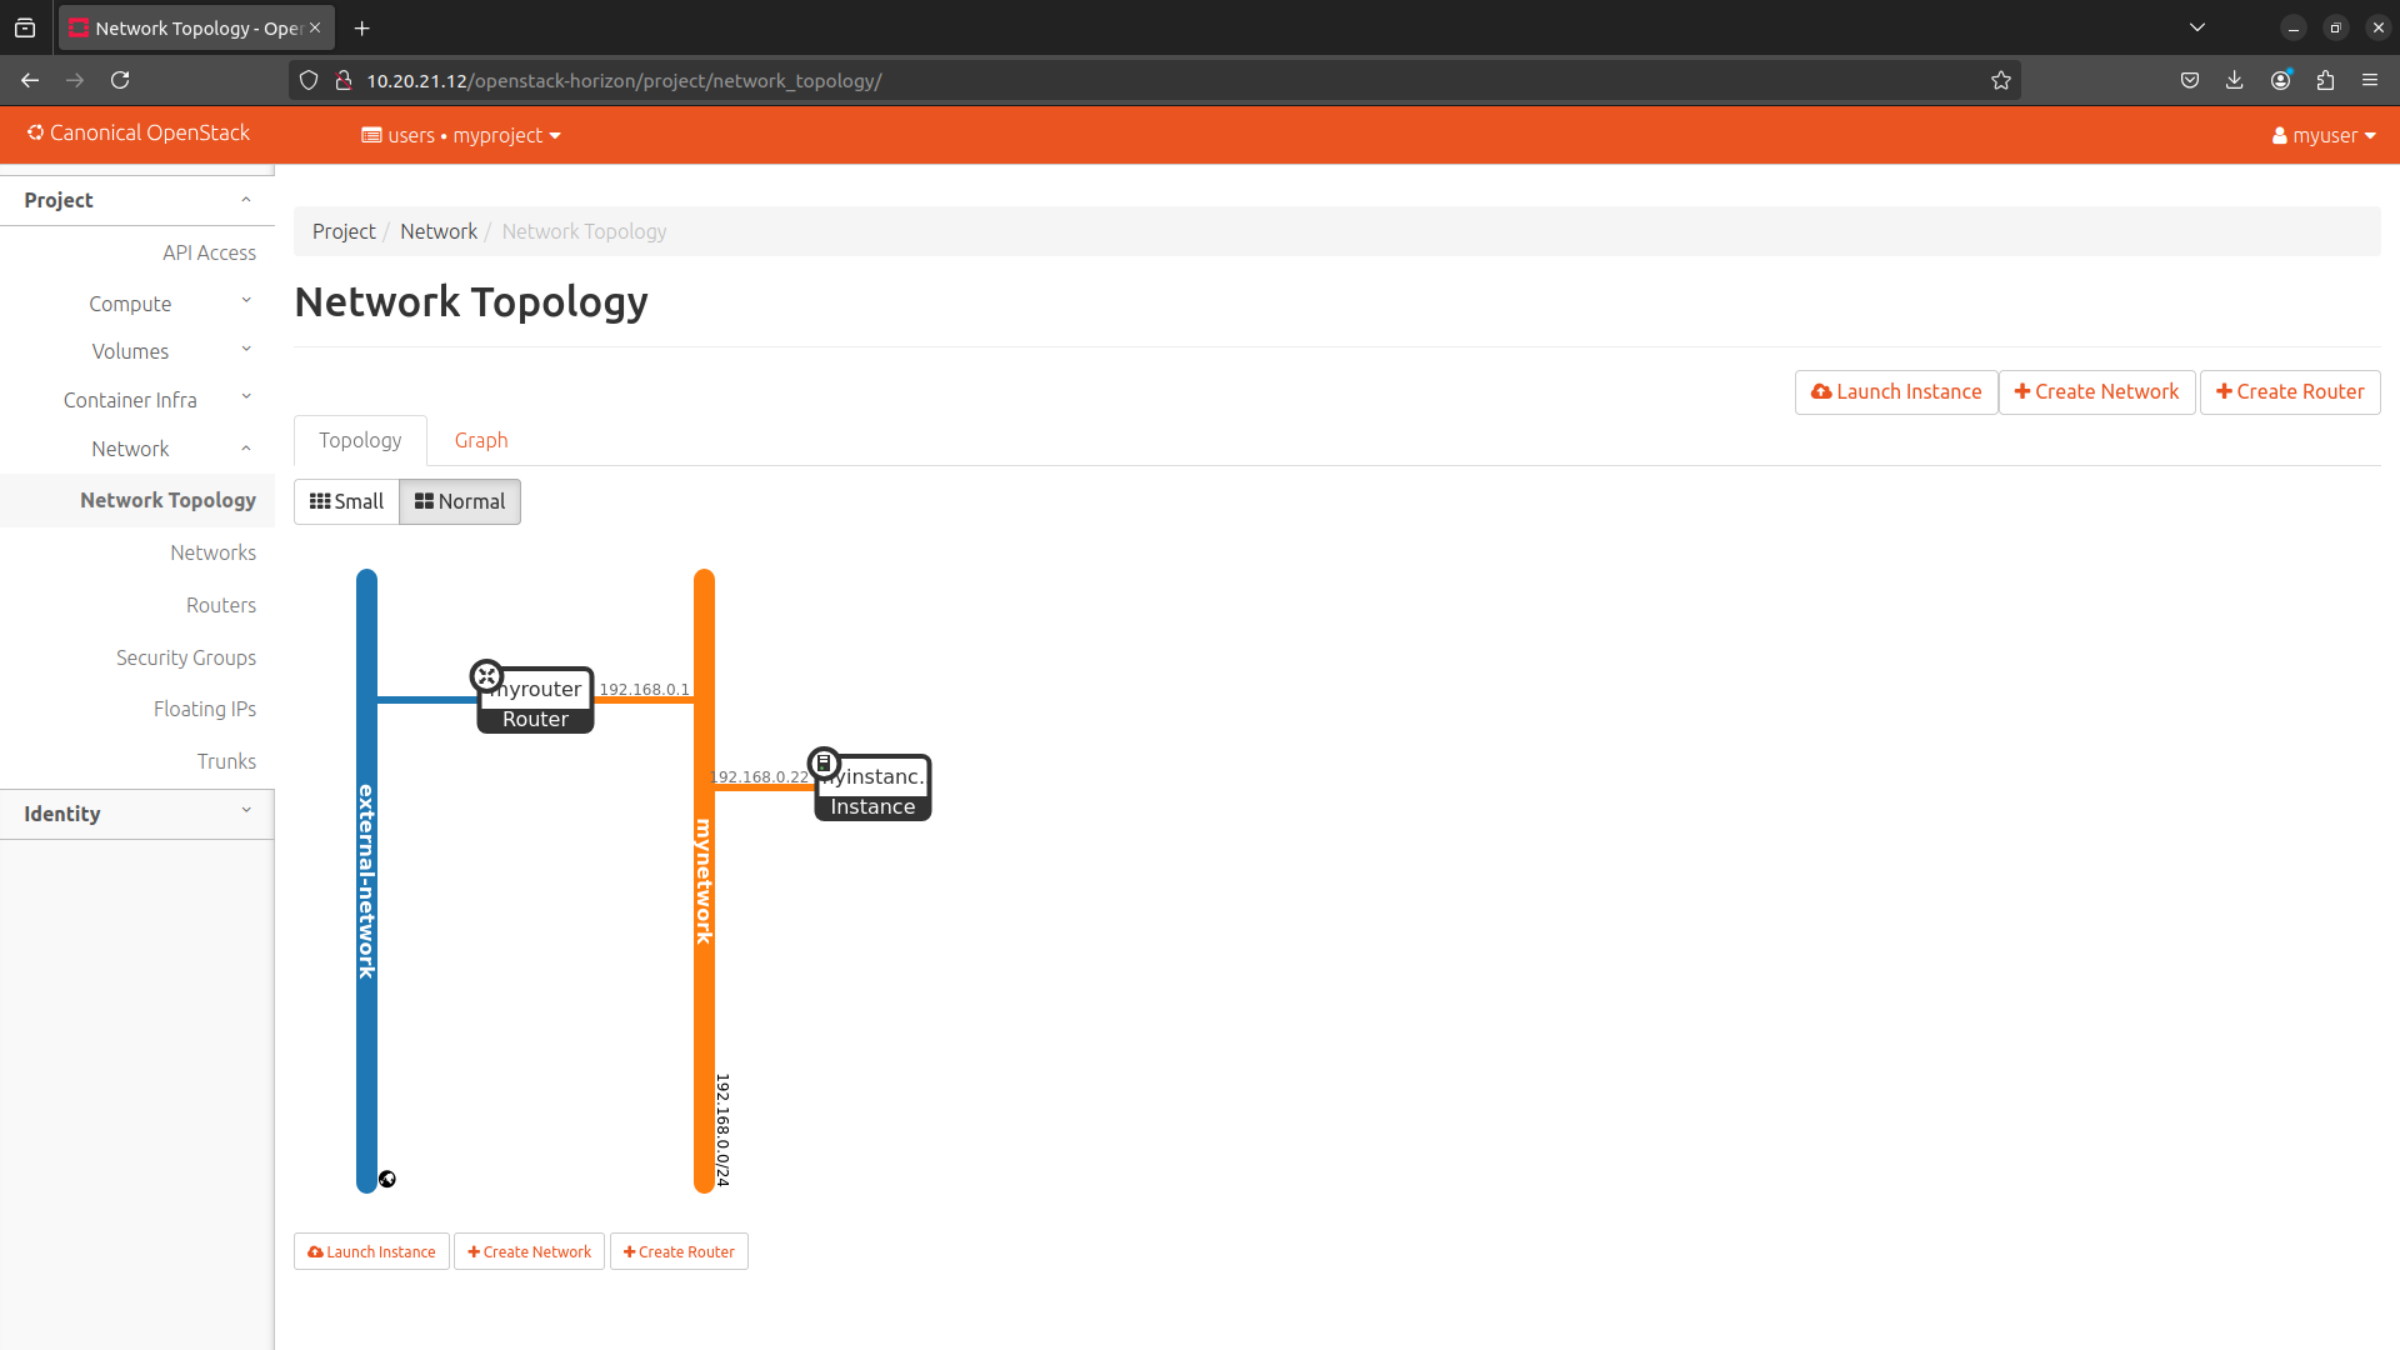 Network Topology - Oper
10.20.21.12/openstack-horizon/project/network_topology/
Canonical OpenStack
users • myproject
myuser
Project
API Access
Compute
Volumes
Container Infra
Network
Network Topology
Networks
Routers
Security Groups
Floating IPs
Trunks
Identity
Project / Network / Network Topology
Network Topology
Launch Instance
Create Network
Create Router
Topology
Graph
Small
Normal
external-network
myrouter
Router
192.168.0.1
mynetwork
192.168.0.0/24
192.168.0.22
myinstanc.
Instance
Launch Instance
Create Network
Create Router